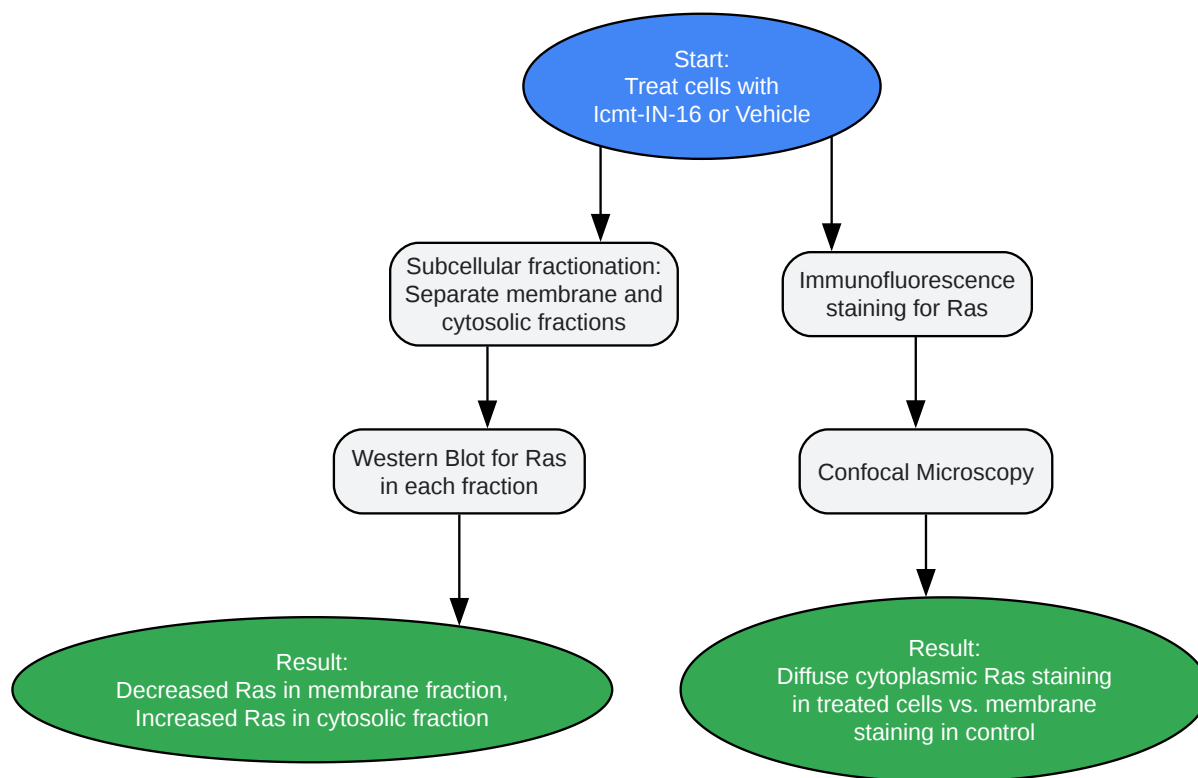 Start:
Treat cells with
Icmt-IN-16 or Vehicle
Subcellular fractionation:
Separate membrane and
cytosolic fractions
Immunofluorescence
staining for Ras
Western Blot for Ras
in each fraction
Confocal Microscopy
Result:
Decreased Ras in membrane fraction,
Increased Ras in cytosolic fraction
Result:
Diffuse cytoplasmic Ras staining
in treated cells vs. membrane
staining in control